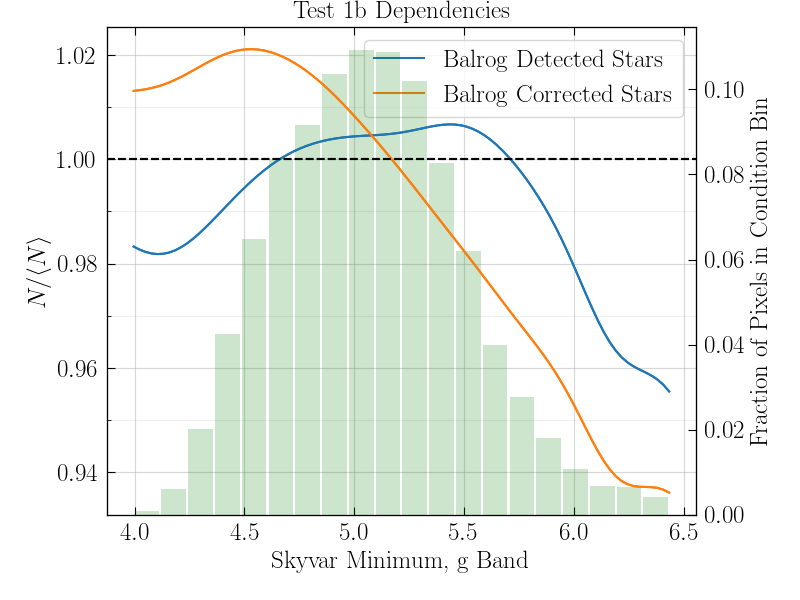 Test 1b Dependencies
Balrog Detected Stars
Balrog Corrected Stars
1.02
1.00
0.98
0.96
0.94
N/⟨N⟩
0.10
0.08
0.06
0.04
0.02
0.00
Fraction of Pixels in Condition Bin
4.0 4.5 5.0 5.5 6.0 6.5
Skyvar Minimum, g Band